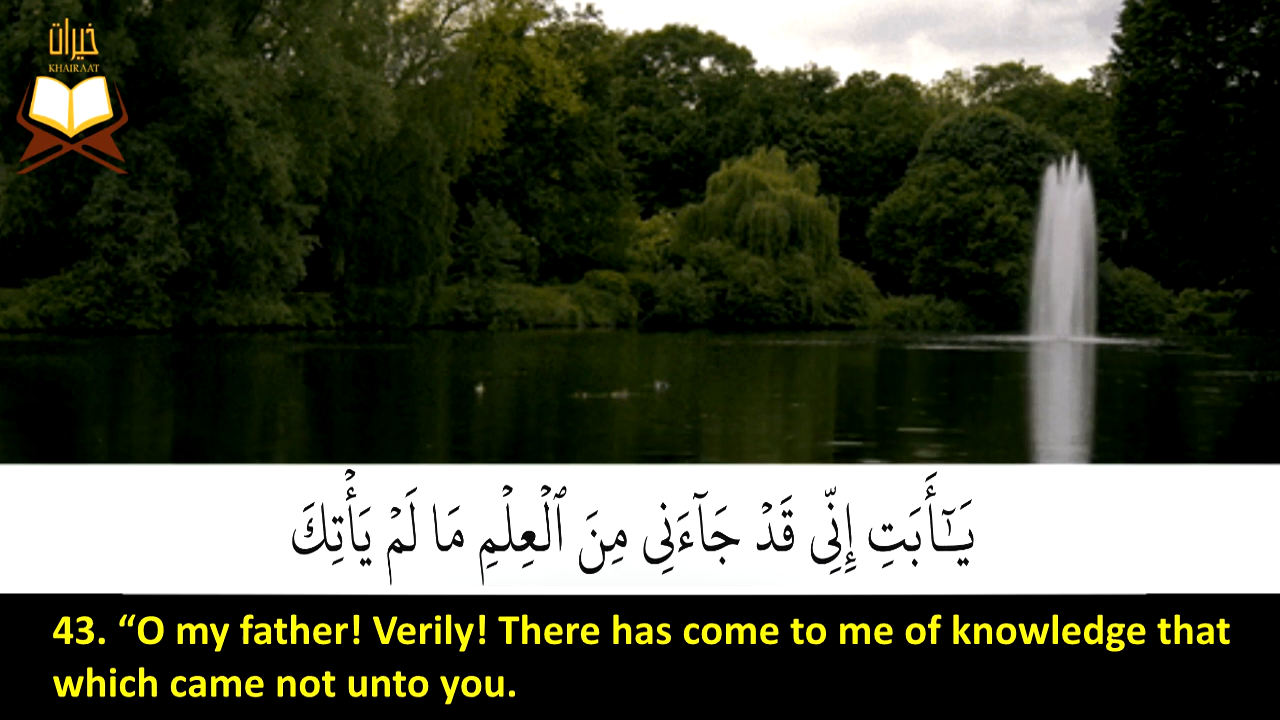 خيرات
KHAIRAAT
يَـٰٓأَبَتِ إِنِّى قَدْ جَآءَنِى مِنَ ٱلْعِلْمِ مَا لَمْ يَأْتِكَ
43. “O my father! Verily! There has come to me of knowledge that
which came not unto you.